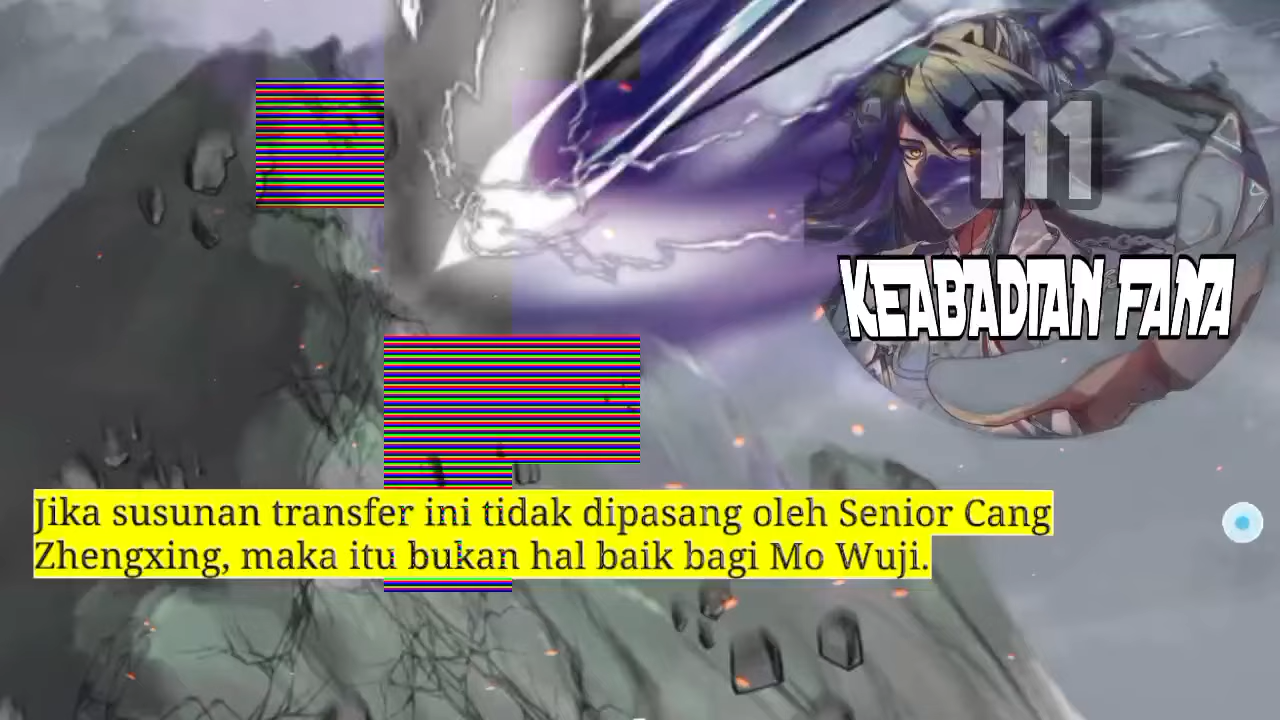 111
KEABADIAN FANA
Jika susunan transfer ini tidak dipasang oleh Senior Cang
Zhengxing, maka itu bukan hal baik bagi Mo Wuji.